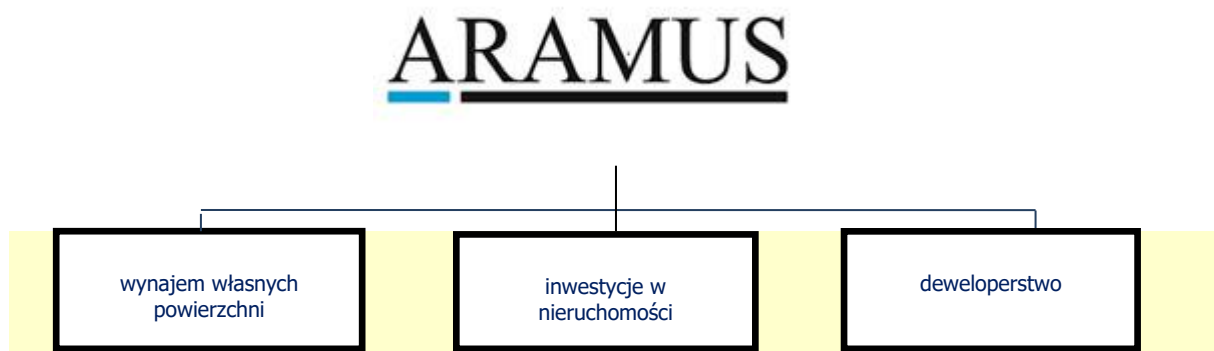 ARAMUS
wynajem własnych
powierzchni
inwestycje w
nieruchomości
deweloperstwo